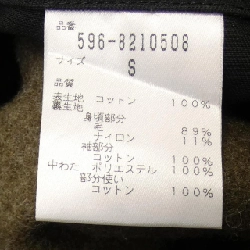 品番
596-8210508
サイズ
S
品質
表生地 コットン 100%
裏生地
身頃部分
毛 89%
ナイロン 11%
袖部分
コットン 100%
中わた ポリエステル 100%
部分使い
コットン 100%